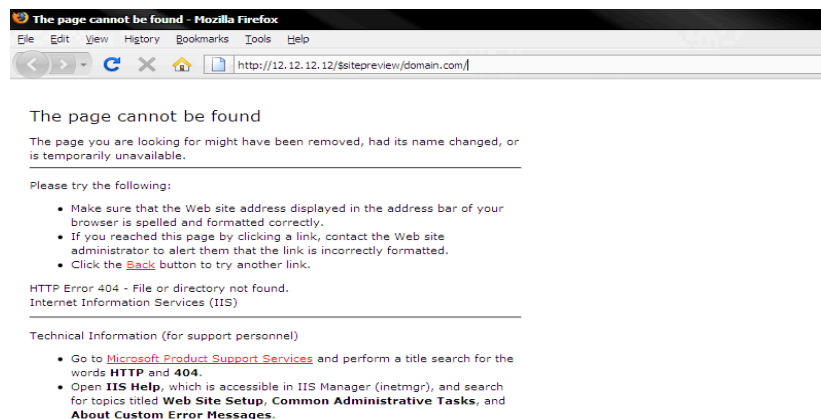 The page cannot be found - Mozilla Firefox
File Edit View History Bookmarks Tools Help
http://12.12.12.12/$sitepreview/domain.com/
The page cannot be found
The page you are looking for might have been removed, had its name changed, or
is temporarily unavailable.
Please try the following:
• Make sure that the Web site address displayed in the address bar of your
browser is spelled and formatted correctly.
• If you reached this page by clicking a link, contact the Web site
administrator to alert them that the link is incorrectly formatted.
• Click the Back button to try another link.
HTTP Error 404 - File or directory not found.
Internet Information Services (IIS)
Technical Information (for support personnel)
• Go to Microsoft Product Support Services and perform a title search for the
words HTTP and 404.
• Open IIS Help, which is accessible in IIS Manager (inetmgr), and search
for topics titled Web Site Setup, Common Administrative Tasks, and
About Custom Error Messages.